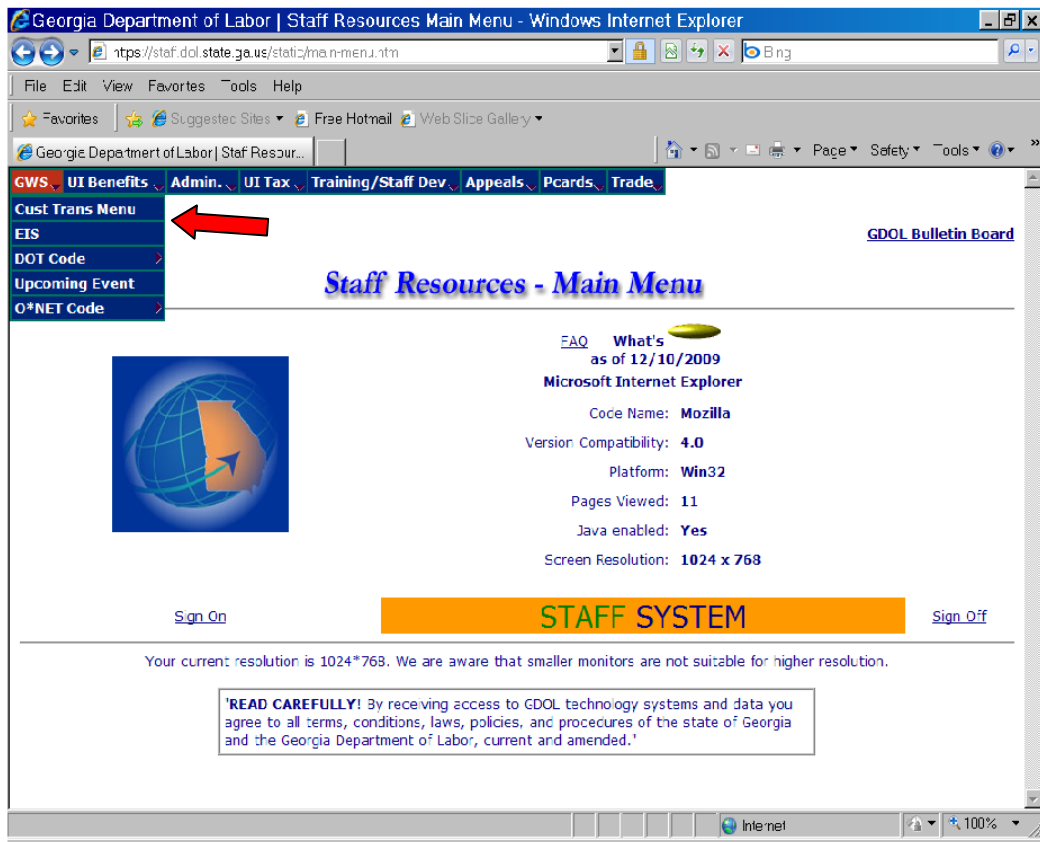 Georgia Department of Labor | Staff Resources Main Menu - Windows Internet Explorer
ntps://staf.dol.state.ga.us/static/ma n-menu.ntm
Bing
File Edit View Favortes Tools Help
Favorites Suggested Sites Free Hotmail Web Slice Gallery
Georgia Department of Labor | Staf Resour...
Page Safety Tools »
GWS UI Benefits Admin. UI Tax Training/Staff Dev Appeals Pcards Trade
Cust Trans Menu
EIS
DOT Code
Upcoming Event
O*NET Code
GDOL Bulletin Board
Staff Resources - Main Menu
FAQ What's
as of 12/10/2009
Microsoft Internet Explorer
Code Name: Mozilla
Version Compatibility: 4.0
Platform: Win32
Pages Viewed: 11
Java enabled: Yes
Screen Resolution: 1024 x 768
Sign On STAFF SYSTEM Sign Off
Your current resolution is 1024*768. We are aware that smaller monitors are not suitable for higher resolution.
'READ CAREFULLY! By receiving access to GDOL technology systems and data you
agree to all terms, conditions, laws, policies, and procedures of the state of Georgia
and the Georgia Department of Labor, current and amended.'
Internet 100%